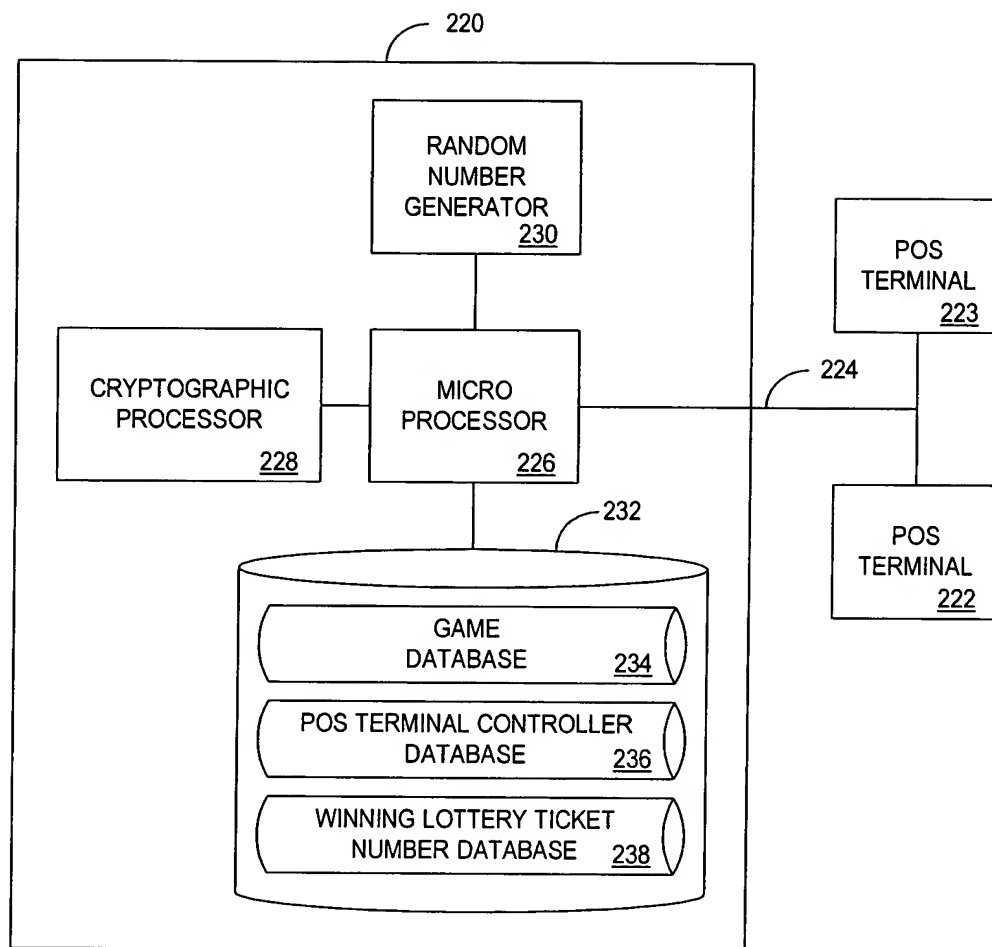 220
RANDOM
NUMBER
GENERATOR
230
POS
TERMINAL
223
CRYPTOGRAPHIC
PROCESSOR
228
MICRO
PROCESSOR
226
224
232
POS
TERMINAL
222
GAME
DATABASE
234
POS TERMINAL CONTROLLER
DATABASE
236
WINNING LOTTERY TICKET
NUMBER DATABASE
238